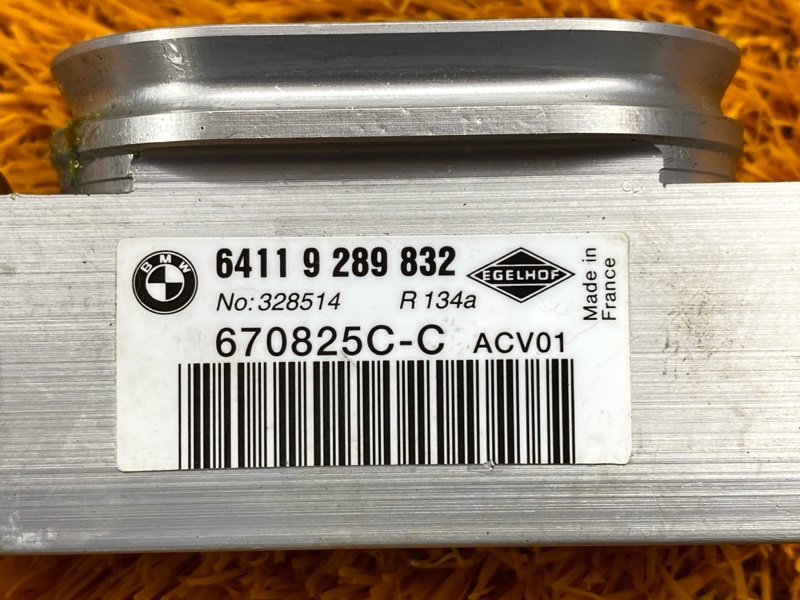 BMW
6411 9 289 832
EGELHOF
Made in
France
No: 328514 R 134a
670825C-C ACV01